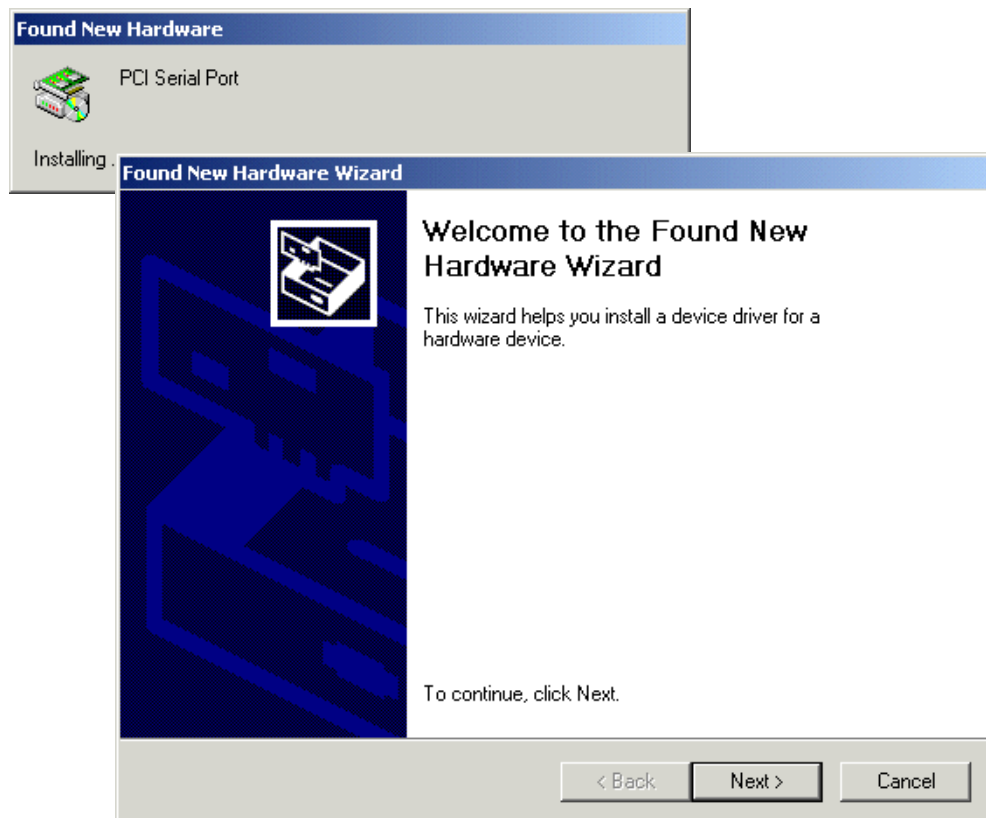 Found New Hardware
PCI Serial Port
Installing .
Found New Hardware Wizard
Welcome to the Found New
Hardware Wizard
This wizard helps you install a device driver for a
hardware device.
To continue, click Next.
< Back
Next >
Cancel